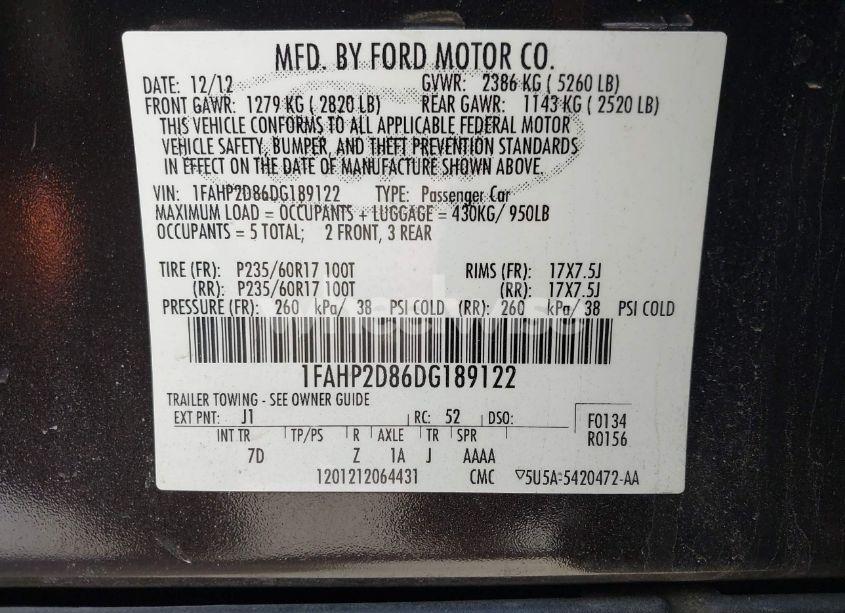 MFD. BY FORD MOTOR CO.
DATE: 12/12 GVWR: 2386 KG ( 5260 LB)
FRONT GAWR: 1279 KG ( 2820 LB) REAR GAWR: 1143 KG ( 2520 LB)
THIS VEHICLE CONFORMS TO ALL APPLICABLE FEDERAL MOTOR
VEHICLE SAFETY, BUMPER, AND THEFT PREVENTION STANDARDS
IN EFFECT ON THE DATE OF MANUFACTURE SHOWN ABOVE.
VIN: 1FAHP2D86DG189122 TYPE: Passenger Car
MAXIMUM LOAD = OCCUPANTS + LUGGAGE = 430KG/ 950LB
OCCUPANTS = 5 TOTAL; 2 FRONT, 3 REAR
TIRE (FR): P235/60R17 100T RIMS (FR): 17X7.5J
(RR): P235/60R17 100T (RR): 17X7.5J
PRESSURE (FR): 260 kPa/ 38 PSI COLD (RR): 260 kPa/ 38 PSI COLD
1FAHP2D86DG189122
TRAILER TOWING - SEE OWNER GUIDE
EXT PNT: J1 RC: 52 DSO: F0134
INT TR TP/PS R AXLE TR SPR R0156
7D Z 1A J AAAA
1201212064431 CMC ▽5U5A-5420472-AA